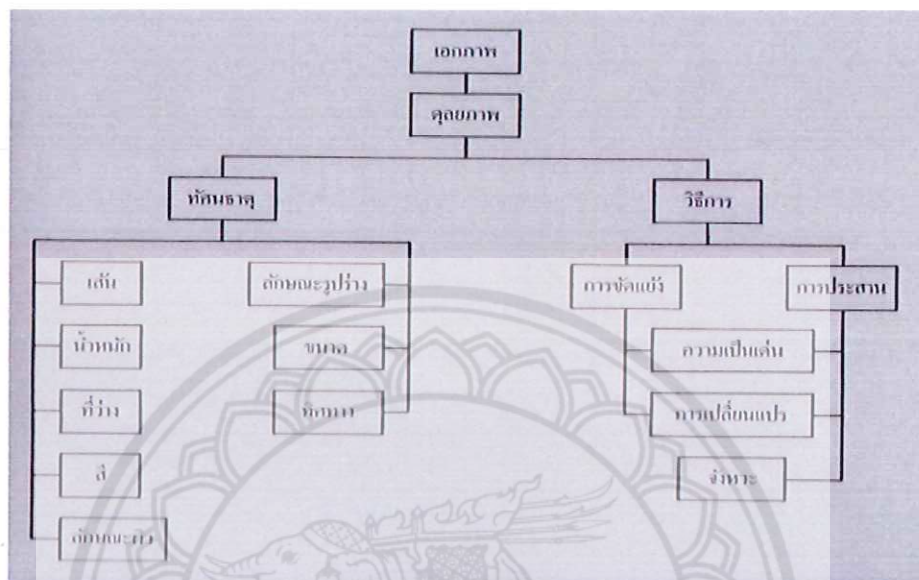 เอกภาพ
ดุลยภาพ
ทัศนธาตุ
วิธีการ
เส้น
ลักษณะรูปร่าง
การขัดแย้ง
การประสาน
น้ำหนัก
ขนาด
ความเป็นเด่น
ที่ว่าง
ทิศทาง
การเปลี่ยนแปร
สี
จังหวะ
ลักษณะผิว